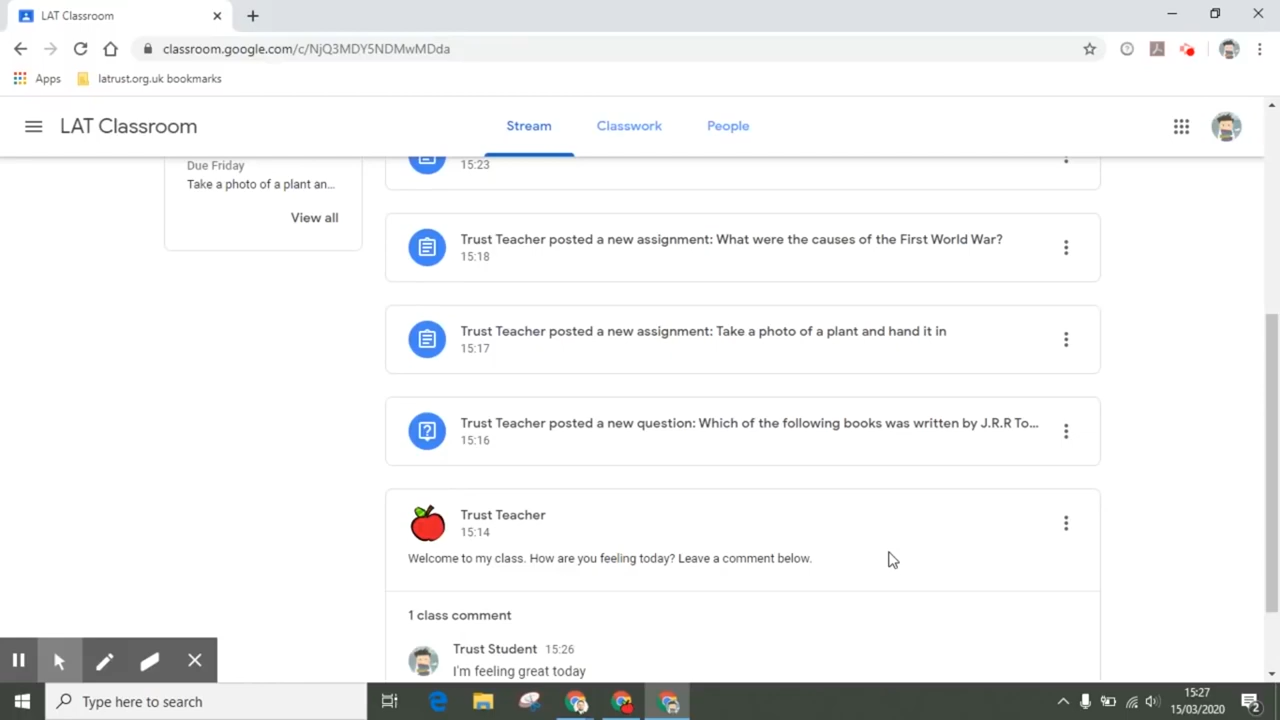 LAT Classroom
classroom.google.com/c/NjQ3MDY5NDMwMDda
Apps
latrust.org.uk bookmarks
LAT Classroom
Stream
Classwork
People
Due Friday
Take a photo of a plant an...
View all
15:23
Trust Teacher posted a new assignment: What were the causes of the First World War?
15:18
Trust Teacher posted a new assignment: Take a photo of a plant and hand it in
15:17
Trust Teacher posted a new question: Which of the following books was written by J.R.R To...
15:16
Trust Teacher
15:14
Welcome to my class. How are you feeling today? Leave a comment below.
1 class comment
Trust Student 15:26
I'm feeling great today
Type here to search
15:27
15/03/2020
2